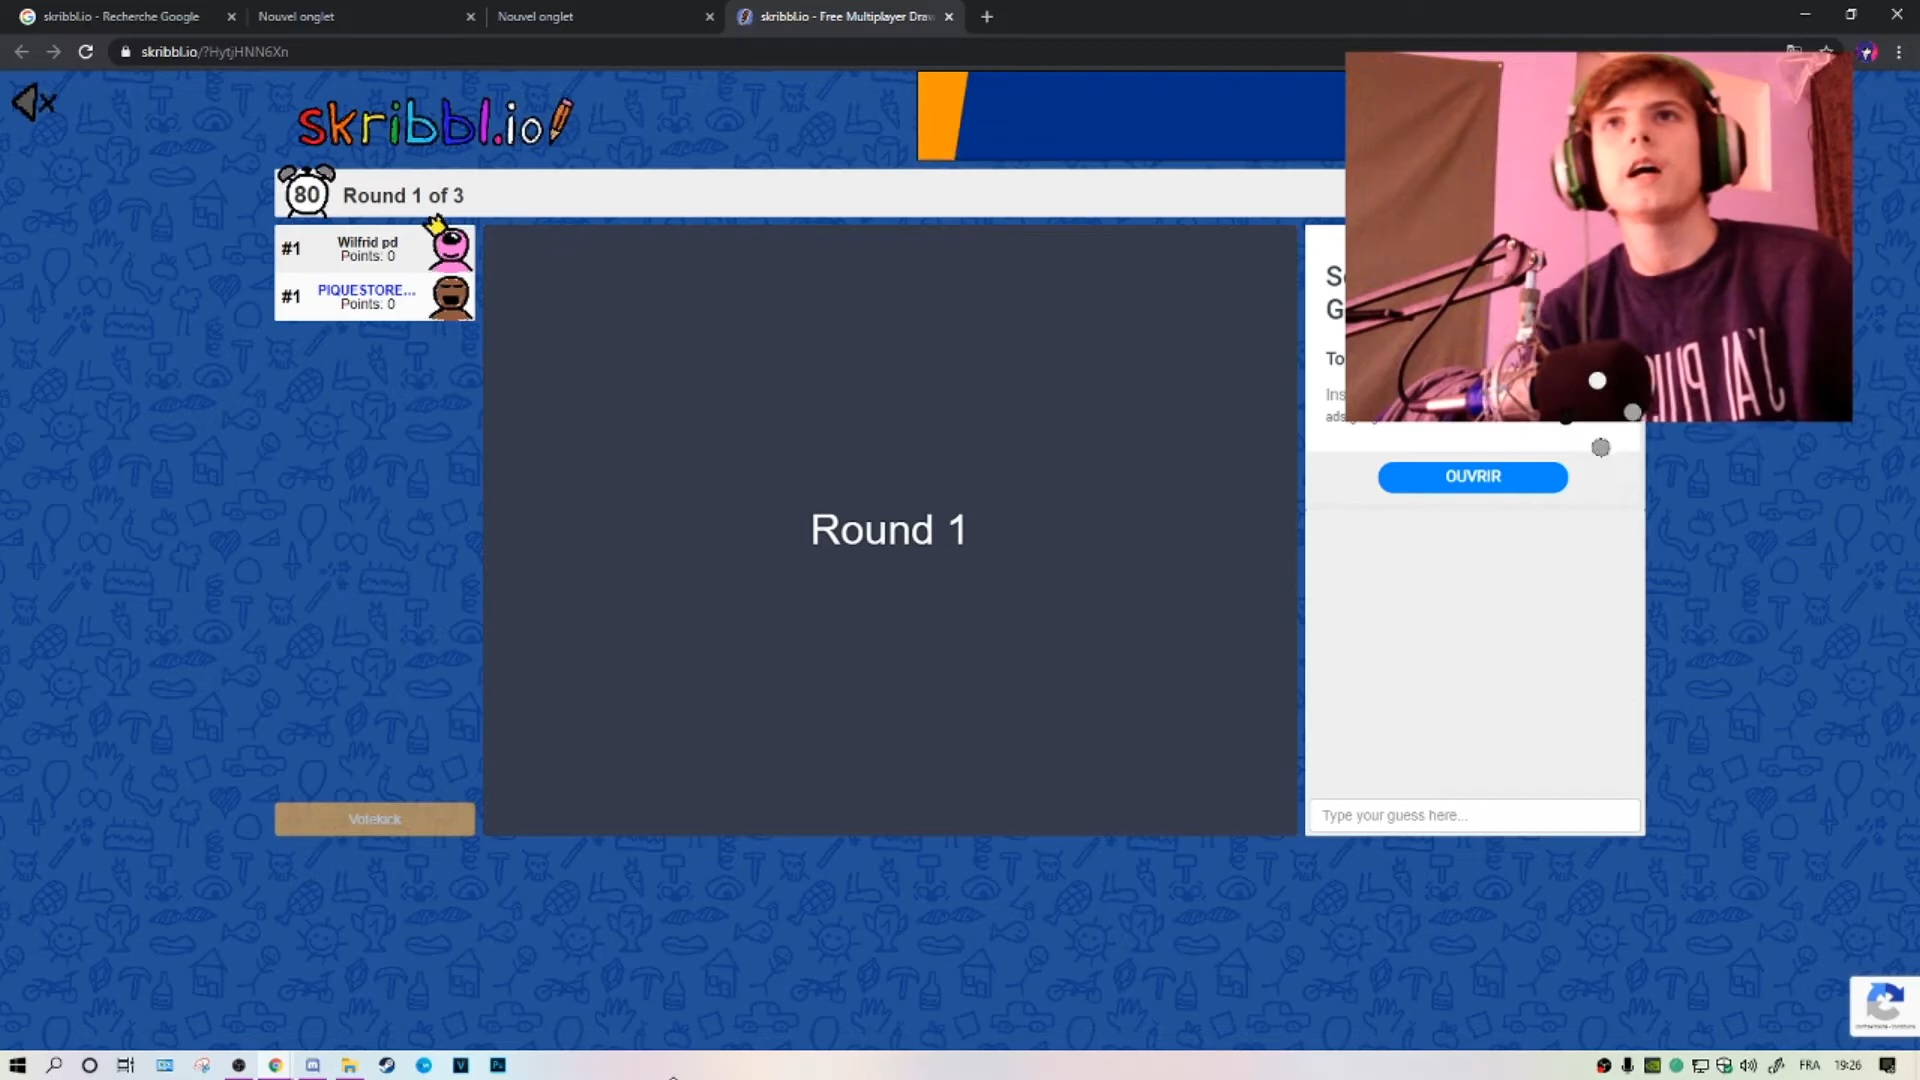 skribbl.io - Recherche Google
Nouvel onglet
Nouvel onglet
skribbl.io - Free Multiplayer Draw
skribbl.io/?HytjHNN6Xn
skribbl.io
80
Round 1 of 3
#1
Wilfrid pd
Points: 0
#1
PIQUESTORE...
Points: 0
Round 1
OUVRIR
Type your guess here...
Votekick
J'AI
FRA
19:26